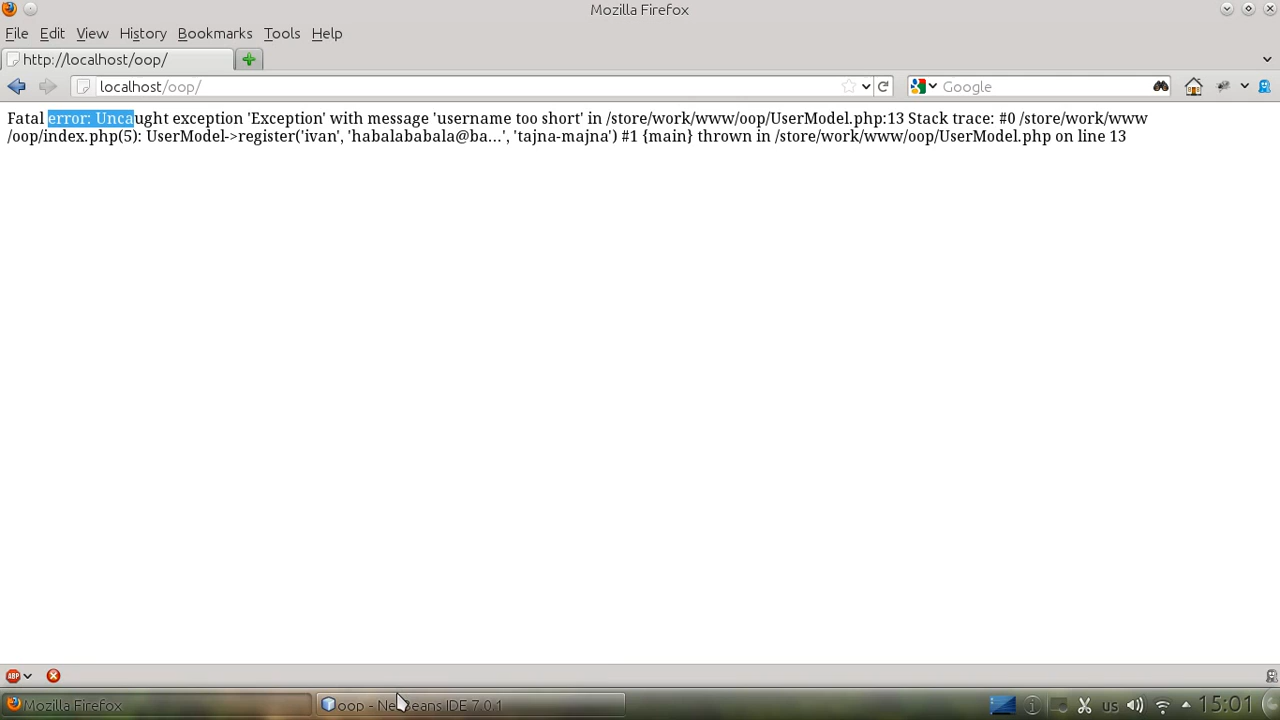 Mozilla Firefox
File Edit View History Bookmarks Tools Help
http://localhost/oop/
localhost/oop/ Google
Fatal error: Uncaught exception 'Exception' with message 'username too short' in /store/work/www/oop/UserModel.php:13 Stack trace: #0 /store/work/www
/oop/index.php(5): UserModel->register('ivan', 'habalababala@ba...', 'tajna-majna') #1 {main} thrown in /store/work/www/oop/UserModel.php on line 13
ABP
Mozilla Firefox oop - NetBeans IDE 7.0.1 us 15:01